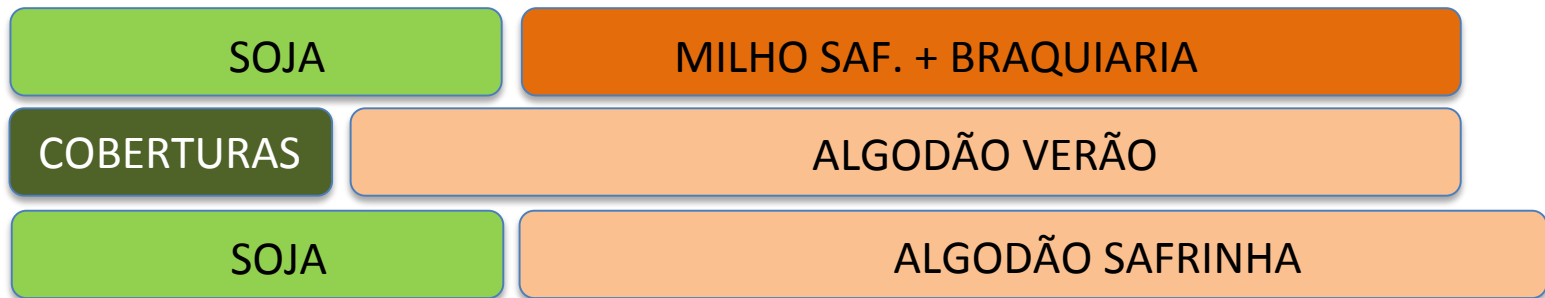 SOJA
MILHO SAF. + BRAQUIARIA
COBERTURAS
ALGODÃO VERÃO
SOJA
ALGODÃO SAFRINHA